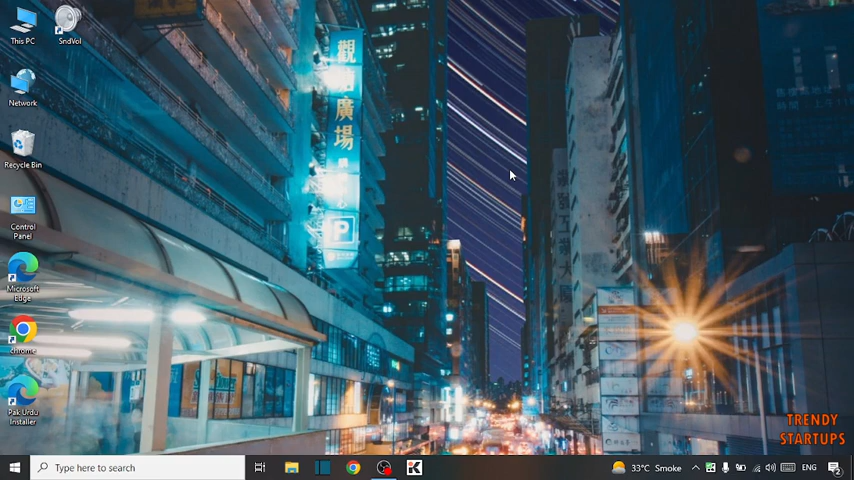 This PC
SndVol
Network
Recycle Bin
Control
Panel
Microsoft
Edge
chrome
Pak Urdu
Installer
觀
廣
場
P
TRENDY
STARTUPS
Type here to search
33°C Smoke
ENG
2